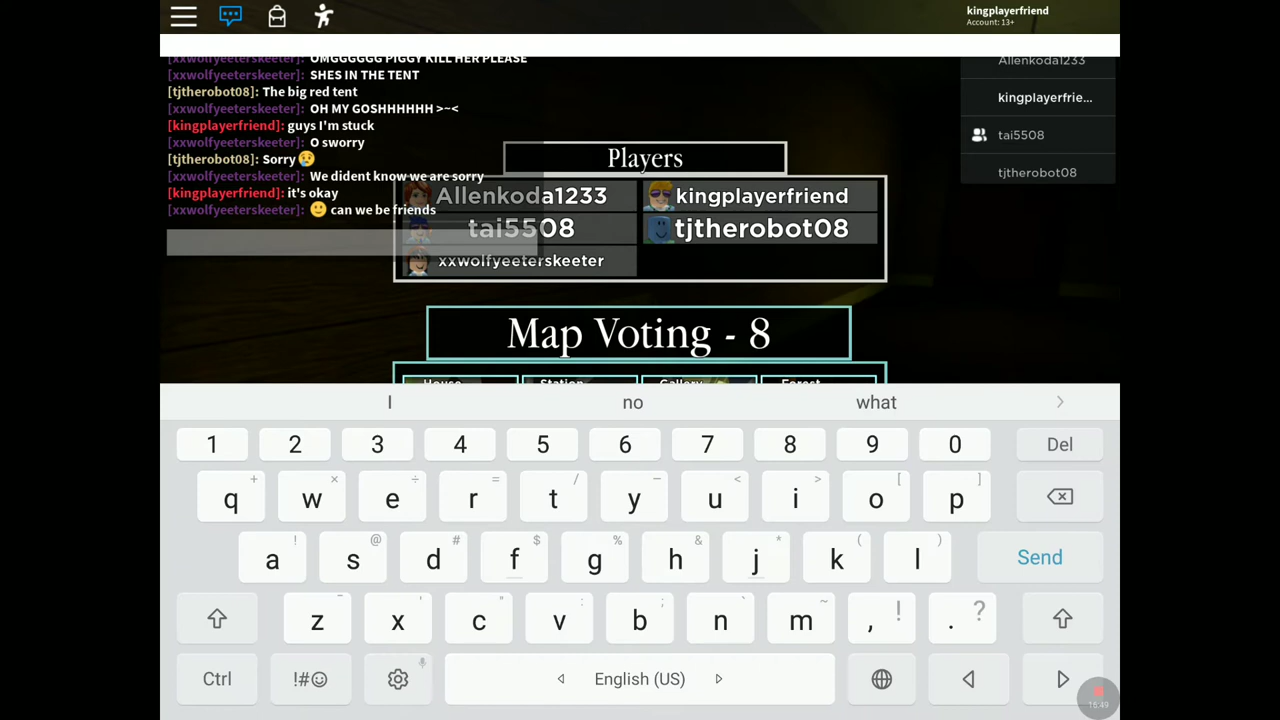 kingplayerfriend
Account: 13+
[xxwolfyeeterskeeter]: OMGGGGGG PIGGY KILL HER PLEASE
[xxwolfyeeterskeeter]: SHES IN THE TENT
[tjtherobot08]: The big red tent
[xxwolfyeeterskeeter]: OH MY GOSHHHHHH >~<
[kingplayerfriend]: guys I'm stuck
[xxwolfyeeterskeeter]: O sworry
[tjtherobot08]: Sorry 😢
[xxwolfyeeterskeeter]: We dident know we are sorry
[kingplayerfriend]: it's okay
[xxwolfyeeterskeeter]: 🙂 can we be friends
Allenkoda1233
kingplayerfrie...
tai5508
tjtherobot08
Players
Allenkoda1233 kingplayerfriend
tai5508 tjtherobot08
xxwolfyeeterskeeter
Map Voting - 8
House Station Gallery Forest
I no what
1 2 3 4 5 6 7 8 9 0 Del
+ × ÷ = / _ < > [ ]
q w e r t y u i o p
! @ # $ % & * ( )
a s d f g h j k l Send
- ' " : ; ` ~ ! ?
z x c v b n m , .
Ctrl !#☺ English (US)
15:49